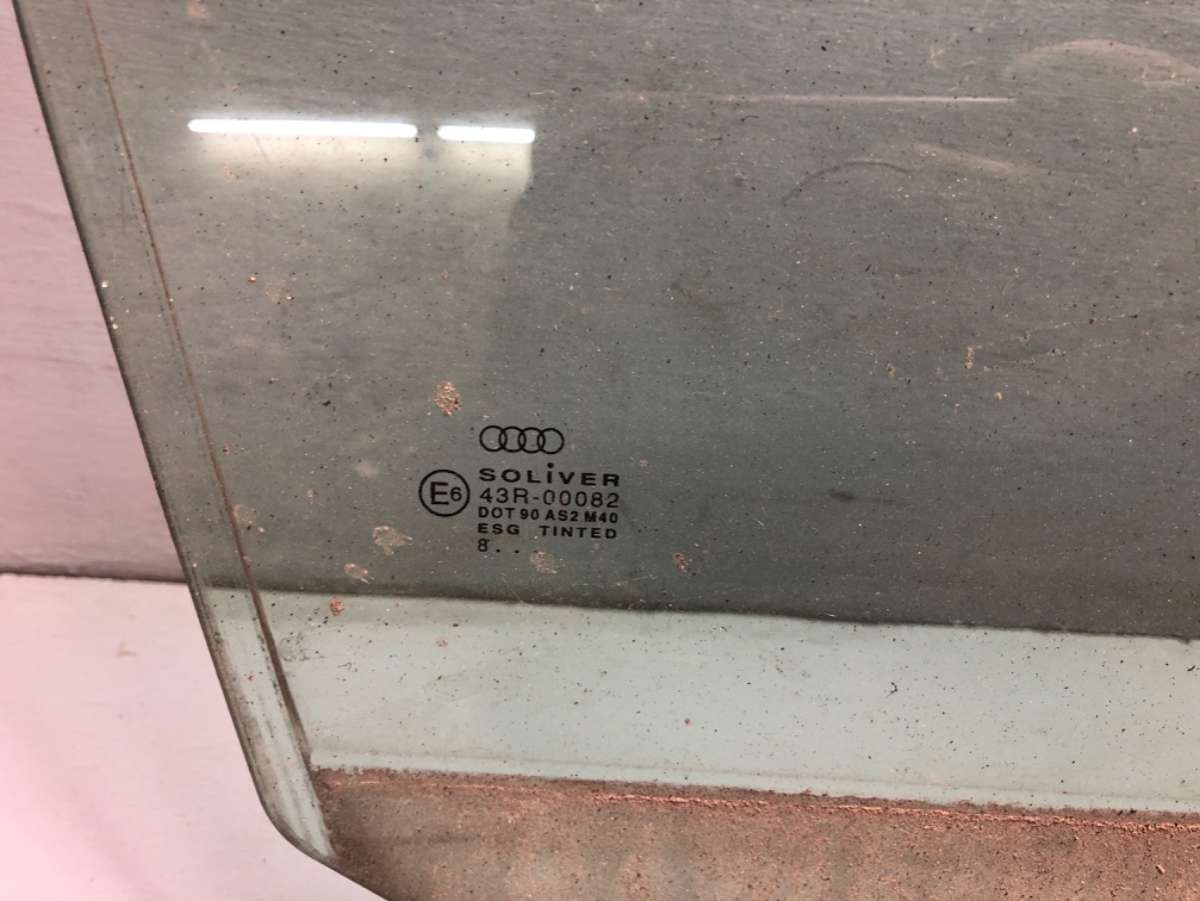 SOLiVER
E6 43R-00082
DOT 90 AS2 M40
ESG TINTED
8..